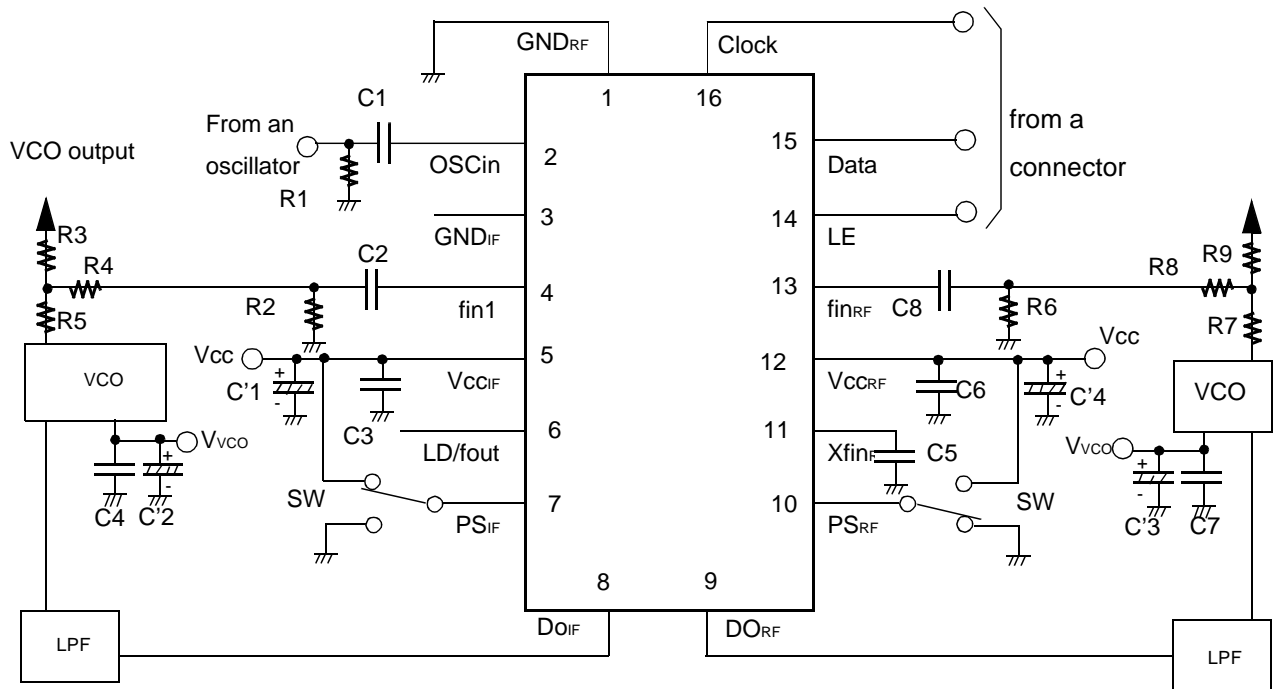 GNDRF
Clock
1
16
C1
From an
oscillator
VCO output
R1
OSCin
2
15
Data
from a
connector
3
GNDIF
14
LE
R3
R4
R5
C2
R2
4
fin1
13
finRF
C8
R6
R8
R9
R7
Vcc
5
VccIF
C'1
+
-
C3
12
VccRF
C6
Vcc
+
-
C'4
VCO
VCO
VVCO
+
-
C4
C'2
6
LD/fout
11
C5
VVCO
+
-
C'3
C7
SW
7
PSIF
10
PSRF
SW
8
9
DoIF
DORF
LPF
LPF